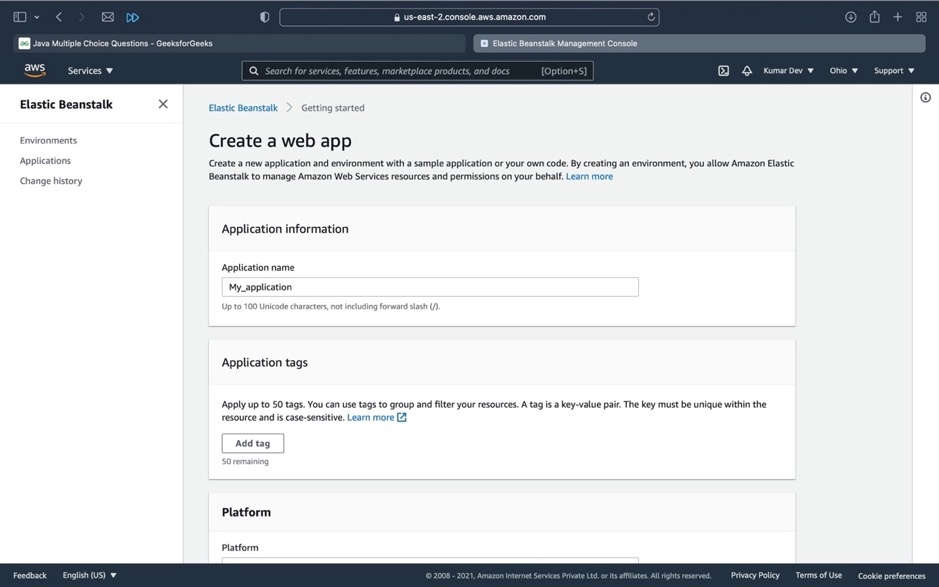 us-east-2.console.aws.amazon.com
Java Multiple Choice Questions - GeeksforGeeks
Elastic Beanstalk Management Console
aws
Services ▼
Search for services, features, marketplace products, and docs
[Option+S]
Kumar Dev ▼
Ohio ▼
Support ▼
Elastic Beanstalk
Environments
Applications
Change history
Elastic Beanstalk > Getting started
Create a web app
Create a new application and environment with a sample application or your own code. By creating an environment, you allow Amazon Elastic
Beanstalk to manage Amazon Web Services resources and permissions on your behalf. Learn more
Application information
Application name
My_application
Up to 100 Unicode characters, not including forward slash (/).
Application tags
Apply up to 50 tags. You can use tags to group and filter your resources. A tag is a key-value pair. The key must be unique within the
resource and is case-sensitive. Learn more
Add tag
50 remaining
Platform
Platform
Feedback
English (US) ▼
© 2008 - 2021, Amazon Internet Services Private Ltd. or its affiliates. All rights reserved.
Privacy Policy
Terms of Use
Cookie preferences